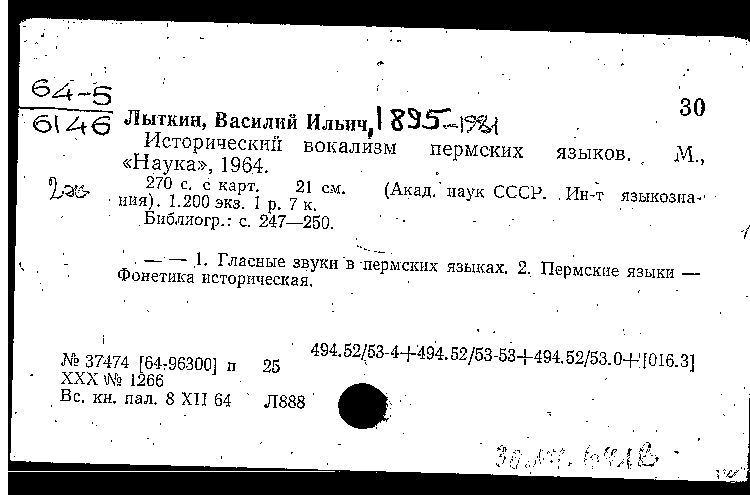 64-5
6146
30
Лыткин, Василий Ильич, 1895-1981
Исторический вокализм пермских языков. М.,
«Наука», 1964.
270 с. с карт. 21 см. (Акад. наук СССР. Ин-т языкозна-
ния). 1.200 экз. 1 р. 7 к.
Библиогр.: с. 247—250.
— — 1. Гласные звуки в пермских языках. 2. Пермские языки —
Фонетика историческая.
494.52/53-4+494.52/53-53+494.52/53.0+[016.3]
№ 37474 [64-96300] п 25
XXX № 1266
Вс. кн. пал. 8 XII 64 Л888